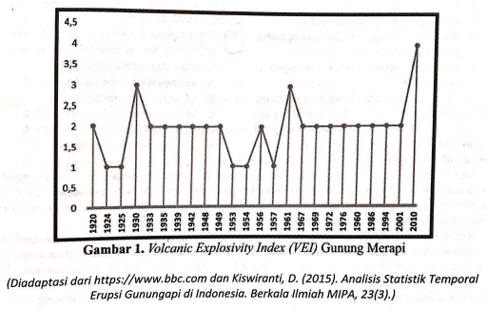 4,5
4
3,5
3
2,5
2
1,5
1
0,5
0
1920 1924 1925 1930 1933 1935 1939 1942 1948 1949 1953 1954 1956 1957 1961 1967 1969 1972 1976 1960 1986 1994 2001 2010
Gambar 1. Volcanic Explosivity Index (VEI) Gunung Merapi
(Diadaptasi dari https://www.bbc.com dan Kiswiranti, D. (2015). Analisis Statistik Temporal
Erupsi Gunungapi di Indonesia. Berkala Ilmiah MIPA, 23(3).)